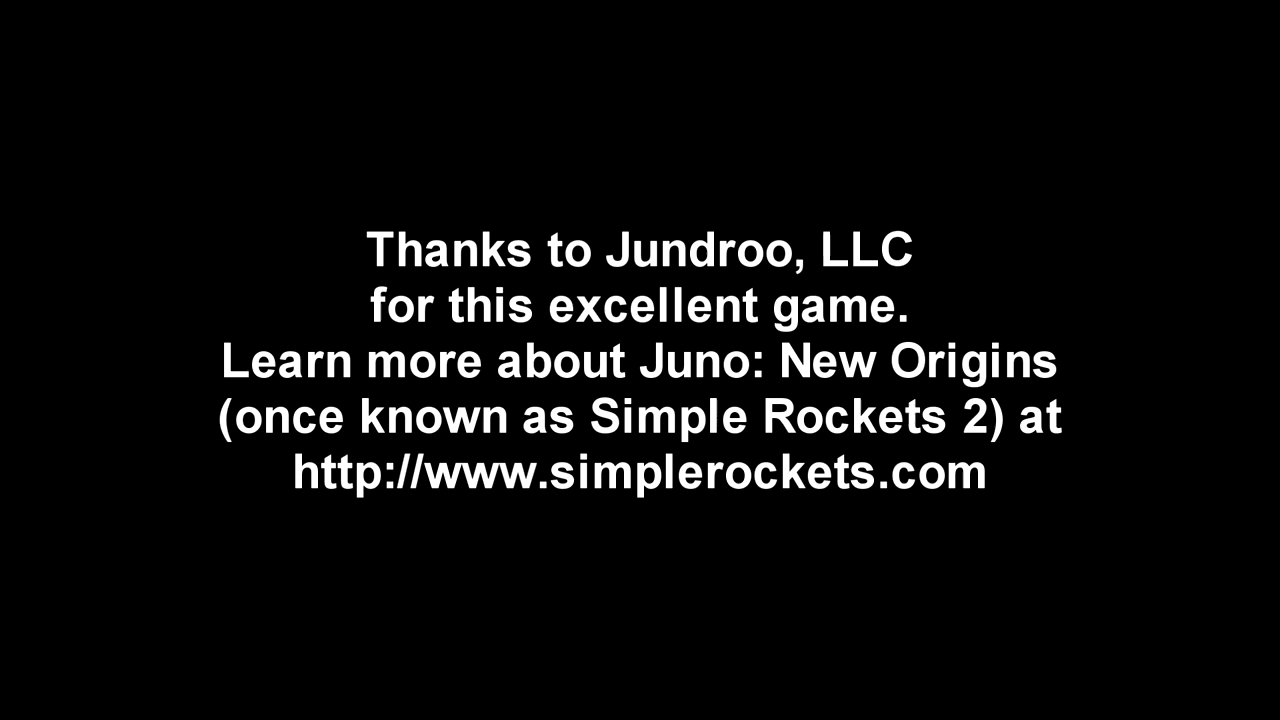 Thanks to Jundroo, LLC
for this excellent game.
Learn more about Juno: New Origins
(once known as Simple Rockets 2) at
http://www.simplerockets.com